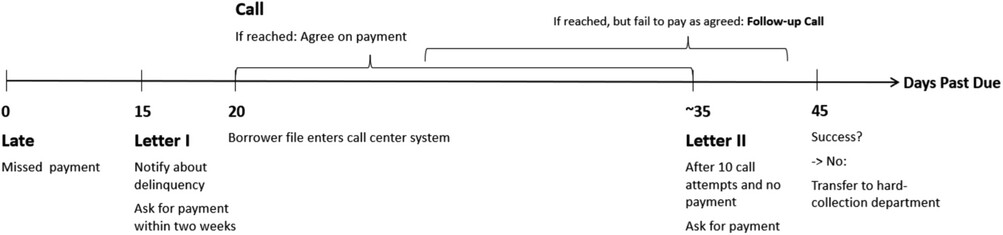 Call
If reached: Agree on payment
If reached, but fail to pay as agreed: Follow-up Call
Days Past Due
0
15
20
~35
45
Late
Missed payment
Letter I
Notify about
delinquency
Ask for payment
within two weeks
Borrower file enters call center system
Letter II
After 10 call
attempts and no
payment
Ask for payment
Success?
-> No:
Transfer to hard-
collection department